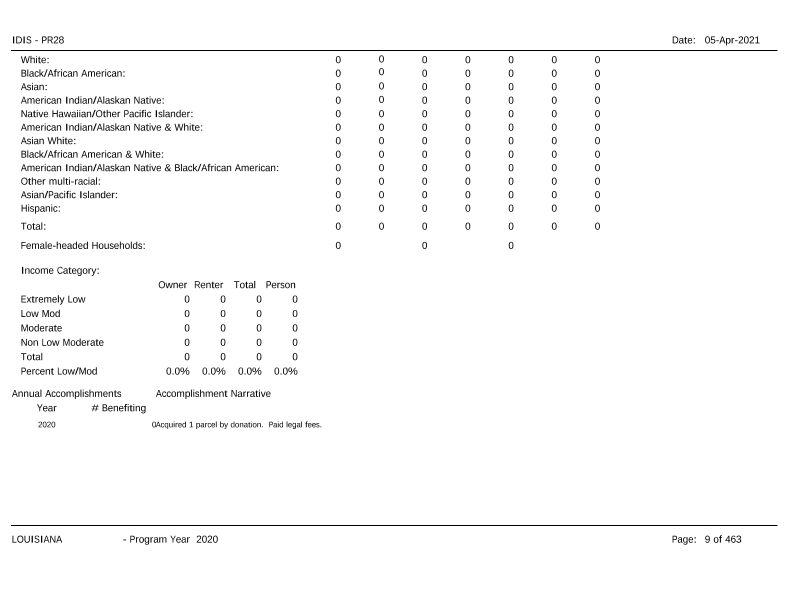 IDIS - PR28 Date: 05-Apr-2021
White: 0 0 0 0 0 0 0
Black/African American: 0 0 0 0 0 0 0
Asian: 0 0 0 0 0 0 0
American Indian/Alaskan Native: 0 0 0 0 0 0 0
Native Hawaiian/Other Pacific Islander: 0 0 0 0 0 0 0
American Indian/Alaskan Native & White: 0 0 0 0 0 0 0
Asian White: 0 0 0 0 0 0 0
Black/African American & White: 0 0 0 0 0 0 0
American Indian/Alaskan Native & Black/African American: 0 0 0 0 0 0 0
Other multi-racial: 0 0 0 0 0 0 0
Asian/Pacific Islander: 0 0 0 0 0 0 0
Hispanic: 0 0 0 0 0 0 0
Total: 0 0 0 0 0 0 0
Female-headed Households: 0 0 0
Income Category:
Owner Renter Total Person
Extremely Low 0 0 0 0
Low Mod 0 0 0 0
Moderate 0 0 0 0
Non Low Moderate 0 0 0 0
Total 0 0 0 0
Percent Low/Mod 0.0% 0.0% 0.0% 0.0%
Annual Accomplishments Accomplishment Narrative
Year # Benefiting
2020 0Acquired 1 parcel by donation. Paid legal fees.
LOUISIANA - Program Year 2020 Page: 9 of 463